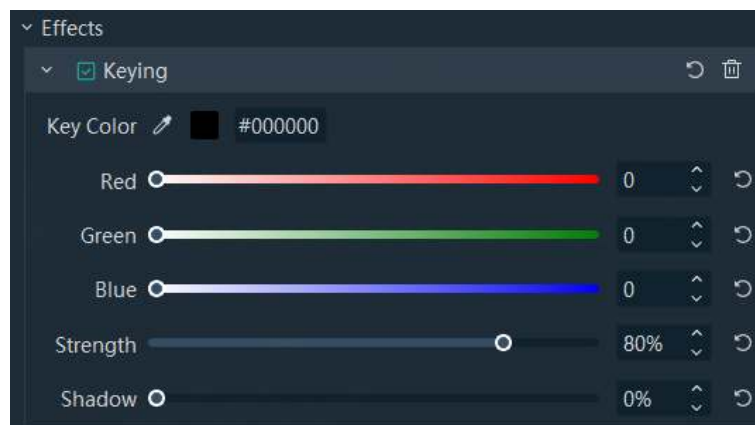 Effects
Keying
Key Color #000000
Red 0
Green 0
Blue 0
Strength 80%
Shadow 0%